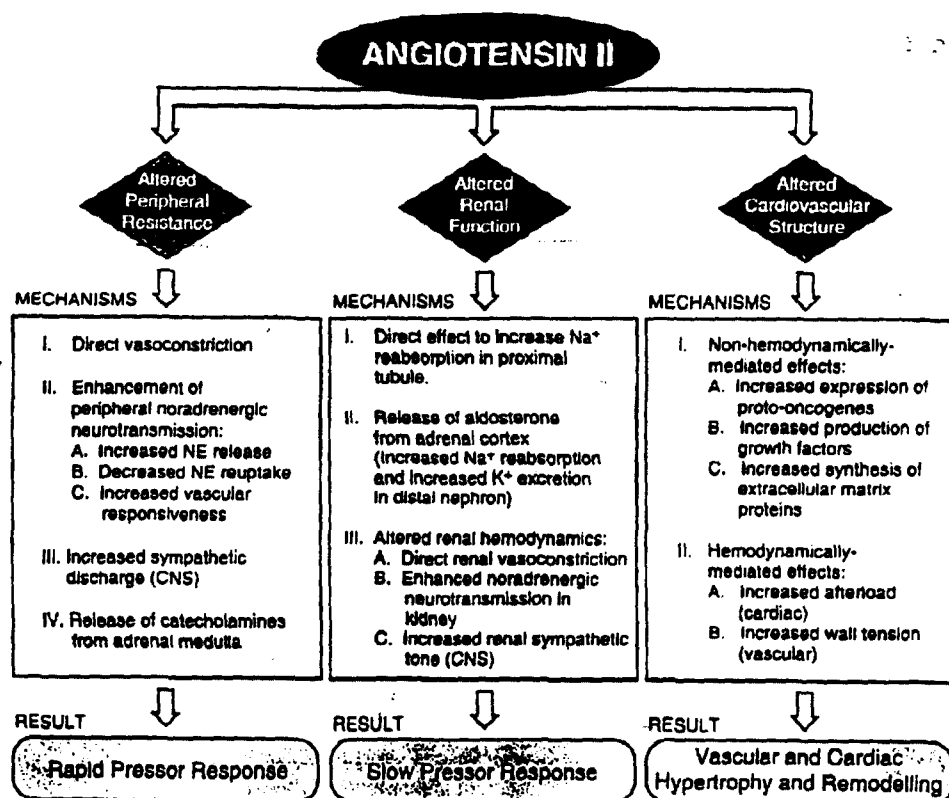 ANGIOTENSIN II
Altered
Peripheral
Resistance
Altered
Renal
Function
Altered
Cardiovascular
Structure
MECHANISMS
I. Direct vasoconstriction
II. Enhancement of
peripheral noradrenergic
neurotransmission:
A. Increased NE release
B. Decreased NE reuptake
C. Increased vascular
responsiveness
III. Increased sympathetic
discharge (CNS)
IV. Release of catecholamines
from adrenal medulla
RESULT
Rapid Pressor Response
MECHANISMS
I. Direct effect to increase Na⁺
reabsorption in proximal
tubule.
II. Release of aldosterone
from adrenal cortex
(Increased Na⁺ reabsorption
and increased K⁺ excretion
in distal nephron)
III. Altered renal hemodynamics:
A. Direct renal vasoconstriction
B. Enhanced noradrenergic
neurotransmission in
kidney
C. Increased renal sympathetic
tone (CNS)
RESULT
Slow Pressor Response
MECHANISMS
I. Non-hemodynamically-
mediated effects:
A. Increased expression of
proto-oncogenes
B. Increased production of
growth factors
C. Increased synthesis of
extracellular matrix
proteins
II. Hemodynamically-
mediated effects:
A. Increased afterload
(cardiac)
B. Increased wall tension
(vascular)
RESULT
Vascular and Cardiac
Hypertrophy and Remodelling